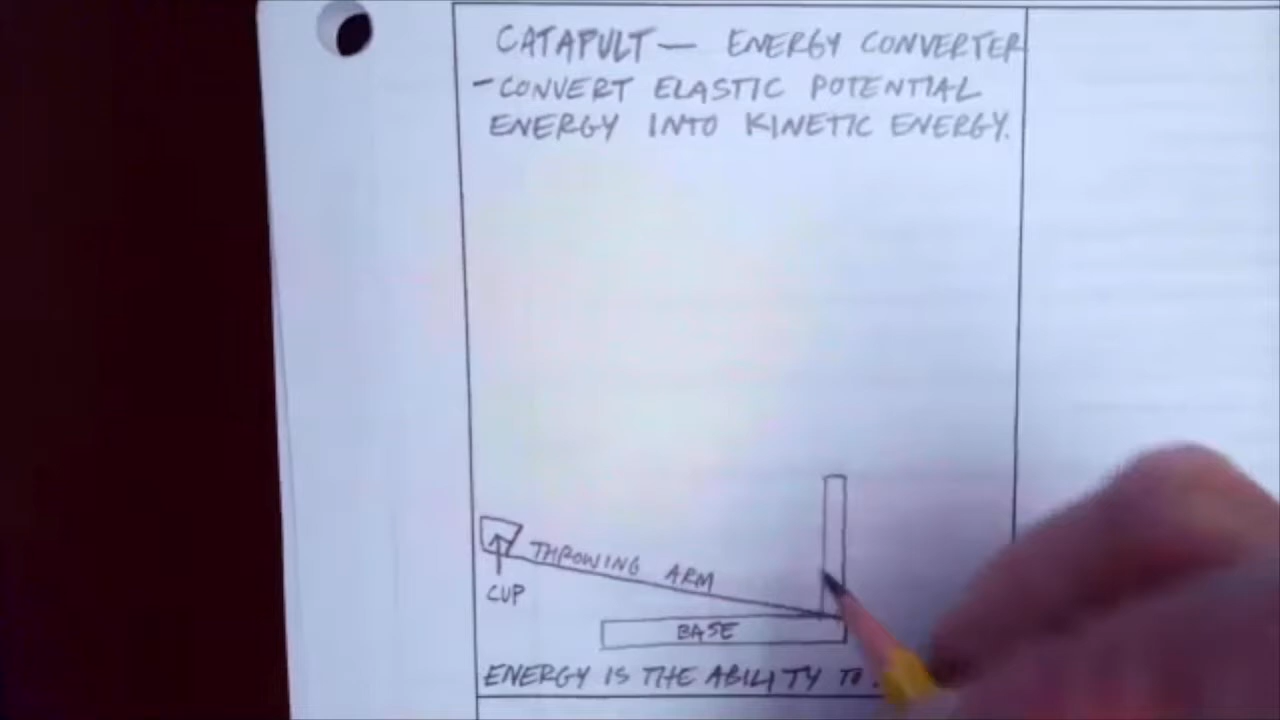 CATAPULT — ENERGY CONVERTER
- CONVERT ELASTIC POTENTIAL
ENERGY INTO KINETIC ENERGY.
THROWING ARM
CUP
BASE
ENERGY IS THE ABILITY TO